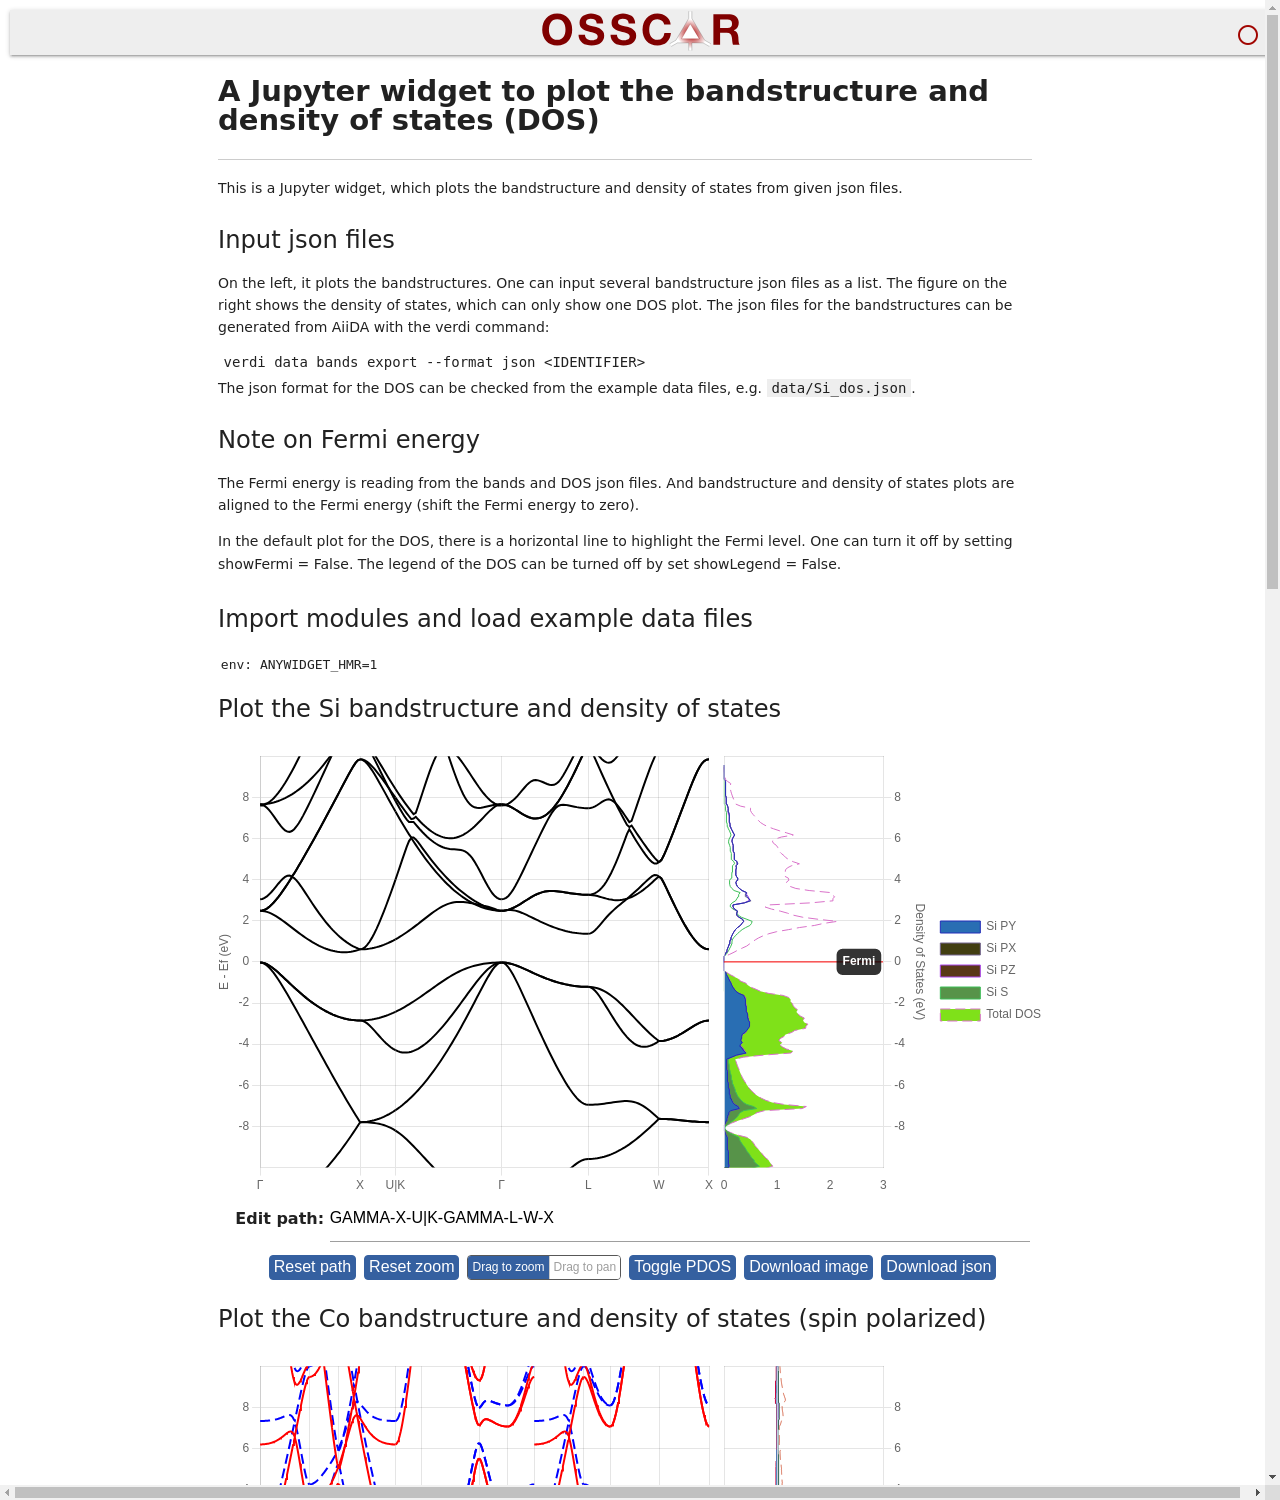 OSSCAR
A Jupyter widget to plot the bandstructure and
density of states (DOS)
This is a Jupyter widget, which plots the bandstructure and density of states from given json files.
Input json files
On the left, it plots the bandstructures. One can input several bandstructure json files as a list. The figure on the
right shows the density of states, which can only show one DOS plot. The json files for the bandstructures can be
generated from AiiDA with the verdi command:
verdi data bands export --format json <IDENTIFIER>
The json format for the DOS can be checked from the example data files, e.g. data/Si_dos.json .
Note on Fermi energy
The Fermi energy is reading from the bands and DOS json files. And bandstructure and density of states plots are
aligned to the Fermi energy (shift the Fermi energy to zero).
In the default plot for the DOS, there is a horizontal line to highlight the Fermi level. One can turn it off by setting
showFermi = False. The legend of the DOS can be turned off by set showLegend = False.
Import modules and load example data files
env: ANYWIDGET_HMR=1
Plot the Si bandstructure and density of states
E - Ef (eV)
8
6
4
2
0
-2
-4
-6
-8
Γ X U|K Γ L W X
Fermi
0 1 2 3
8
6
4
2
0
-2
-4
-6
-8
Density of States (eV)
Si PY
Si PX
Si PZ
Si S
Total DOS
Edit path: GAMMA-X-U|K-GAMMA-L-W-X
Reset path Reset zoom Drag to zoom Drag to pan Toggle PDOS Download image Download json
Plot the Co bandstructure and density of states (spin polarized)
8
6
8
6